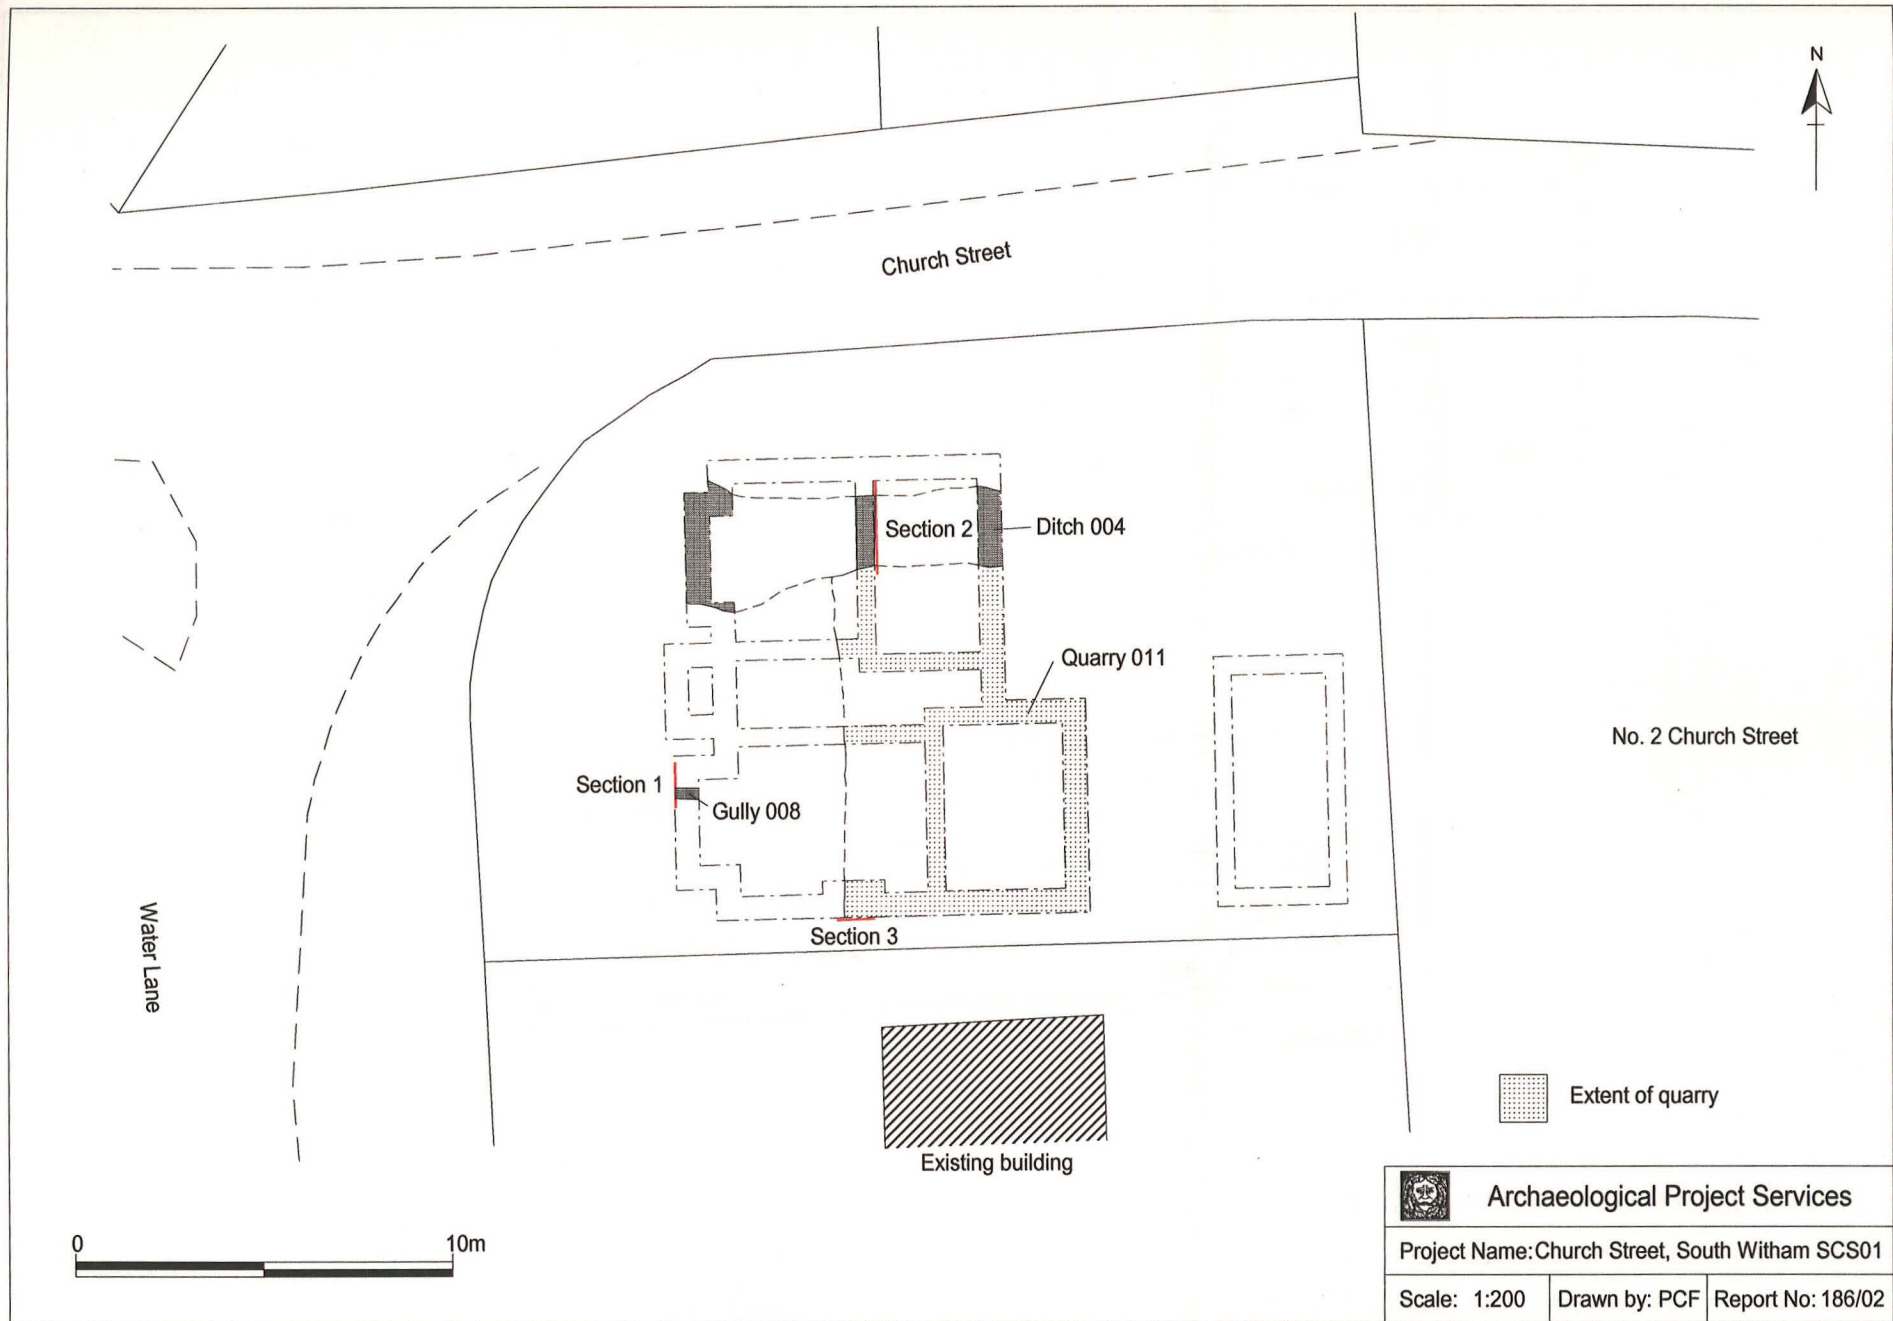 N
Church Street
Section 2
Ditch 004
Quarry 011
No. 2 Church Street
Section 1
Gully 008
Water Lane
Section 3
Extent of quarry
Existing building
0
10m
Archaeological Project Services
Project Name: Church Street, South Witham SCS01
Scale: 1:200
Drawn by: PCF
Report No: 186/02